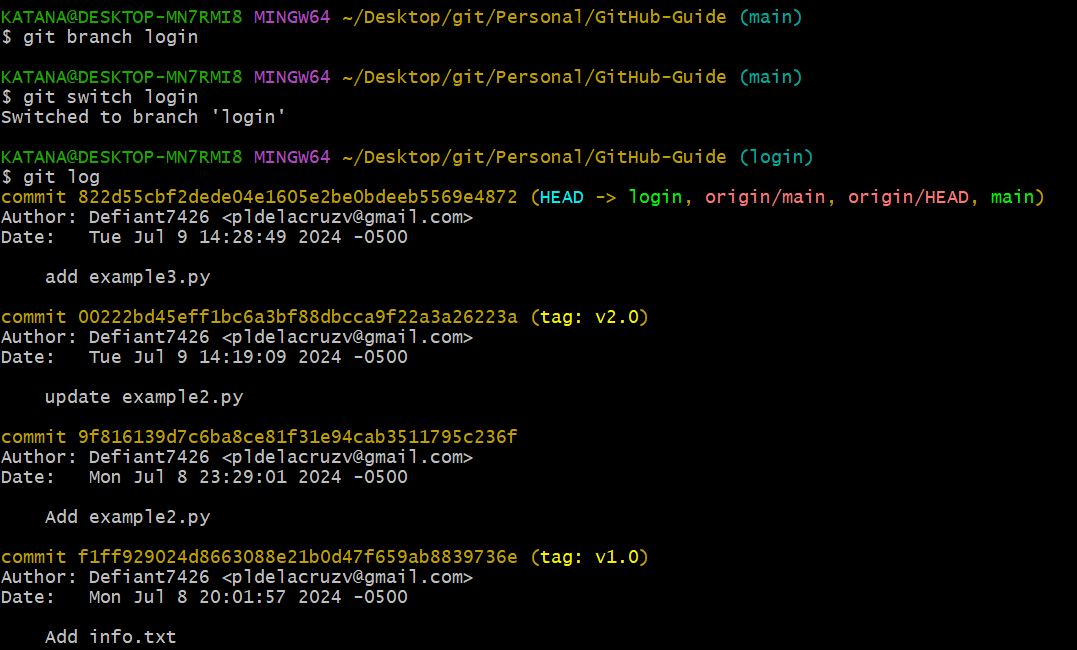 KATANA@DESKTOP-MN7RMI8 MINGW64 ~/Desktop/git/Personal/GitHub-Guide (main)
$ git branch login
KATANA@DESKTOP-MN7RMI8 MINGW64 ~/Desktop/git/Personal/GitHub-Guide (main)
$ git switch login
Switched to branch 'login'
KATANA@DESKTOP-MN7RMI8 MINGW64 ~/Desktop/git/Personal/GitHub-Guide (login)
$ git log
commit 822d55cbf2dede04e1605e2be0bdeeb5569e4872 (HEAD -> login, origin/main, origin/HEAD, main)
Author: Defiant7426 <pldelacruzv@gmail.com>
Date:   Tue Jul 9 14:28:49 2024 -0500
    add example3.py
commit 00222bd45eff1bc6a3bf88dbcca9f22a3a26223a (tag: v2.0)
Author: Defiant7426 <pldelacruzv@gmail.com>
Date:   Tue Jul 9 14:19:09 2024 -0500
    update example2.py
commit 9f816139d7c6ba8ce81f31e94cab3511795c236f
Author: Defiant7426 <pldelacruzv@gmail.com>
Date:   Mon Jul 8 23:29:01 2024 -0500
    Add example2.py
commit f1ff929024d8663088e21b0d47f659ab8839736e (tag: v1.0)
Author: Defiant7426 <pldelacruzv@gmail.com>
Date:   Mon Jul 8 20:01:57 2024 -0500
    Add info.txt